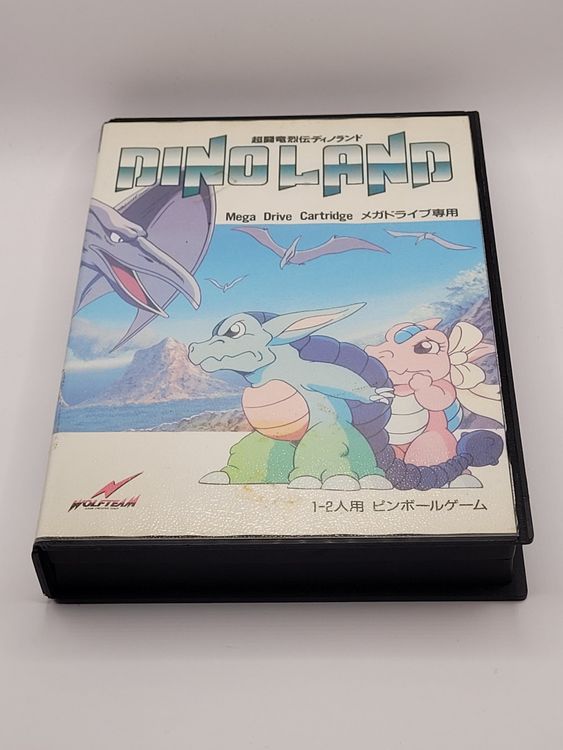 超闘竜烈伝ディノランド
DINO LAND
Mega Drive Cartridge メガドライブ専用
WOLFTEAM
1-2人用 ピンボールゲーム